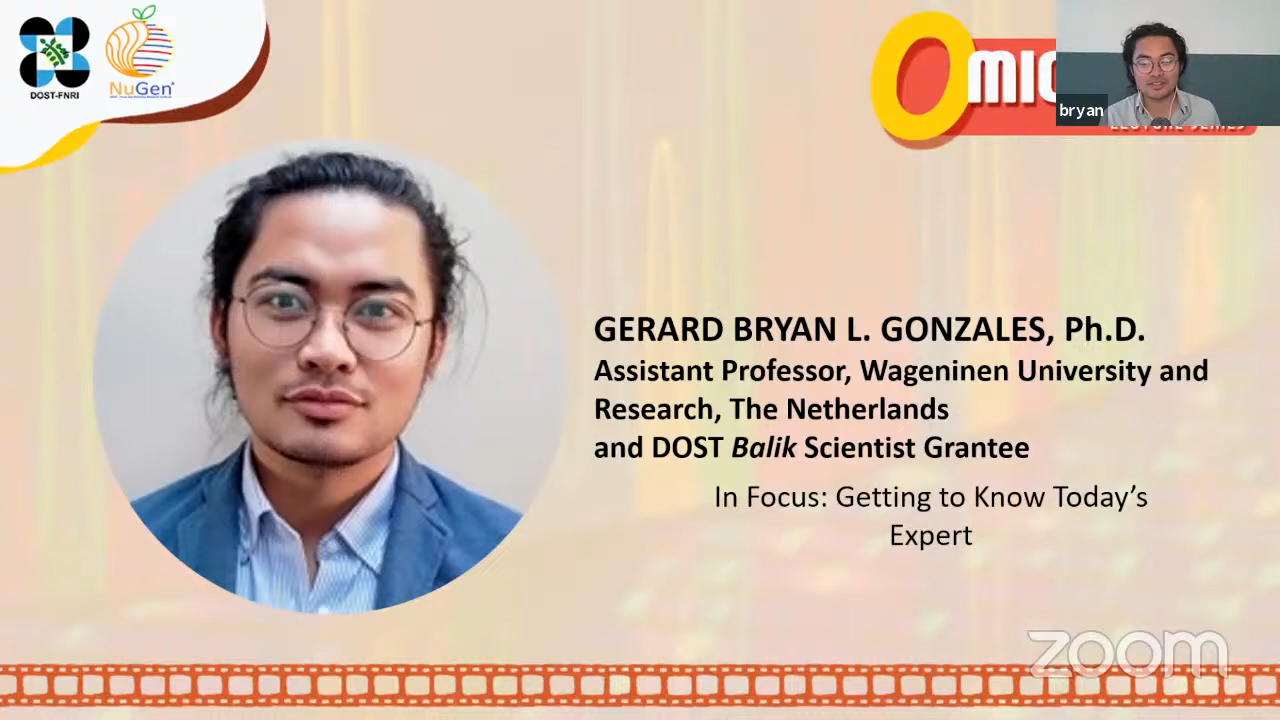 DOST-FNRI
NuGen
bryan
GERARD BRYAN L. GONZALES, Ph.D.
Assistant Professor, Wageninen University and
Research, The Netherlands
and DOST Balik Scientist Grantee
In Focus: Getting to Know Today’s
Expert
zoom